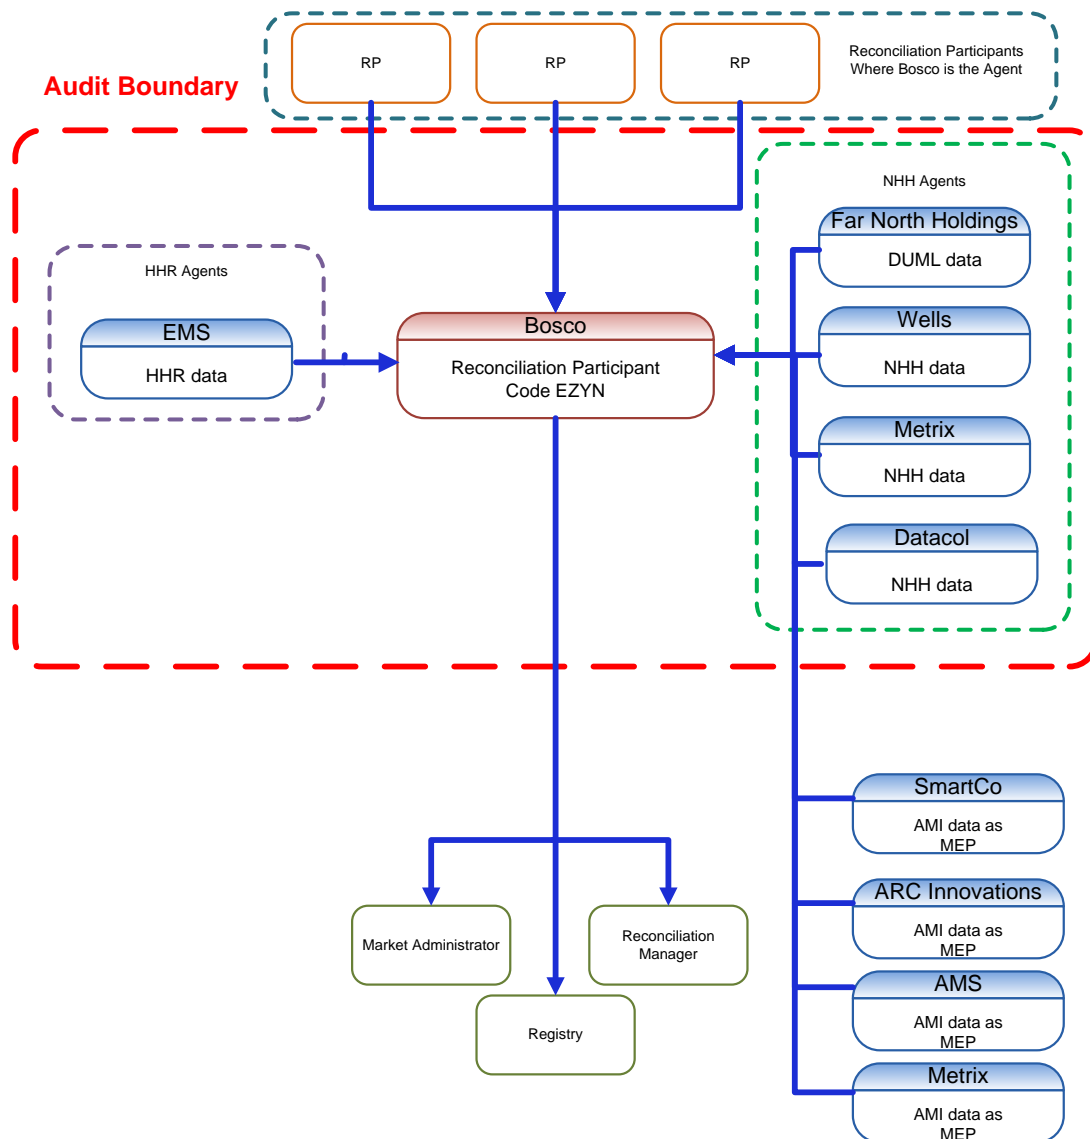 RP
RP
RP
Reconciliation Participants
Where Bosco is the Agent
Audit Boundary
NHH Agents
Far North Holdings
DUML data
HHR Agents
EMS
HHR data
Bosco
Reconciliation Participant
Code EZYN
Wells
NHH data
Metrix
NHH data
Datacol
NHH data
SmartCo
AMI data as
MEP
ARC Innovations
AMI data as
MEP
Market Administrator
Reconciliation
Manager
Registry
AMS
AMI data as
MEP
Metrix
AMI data as
MEP